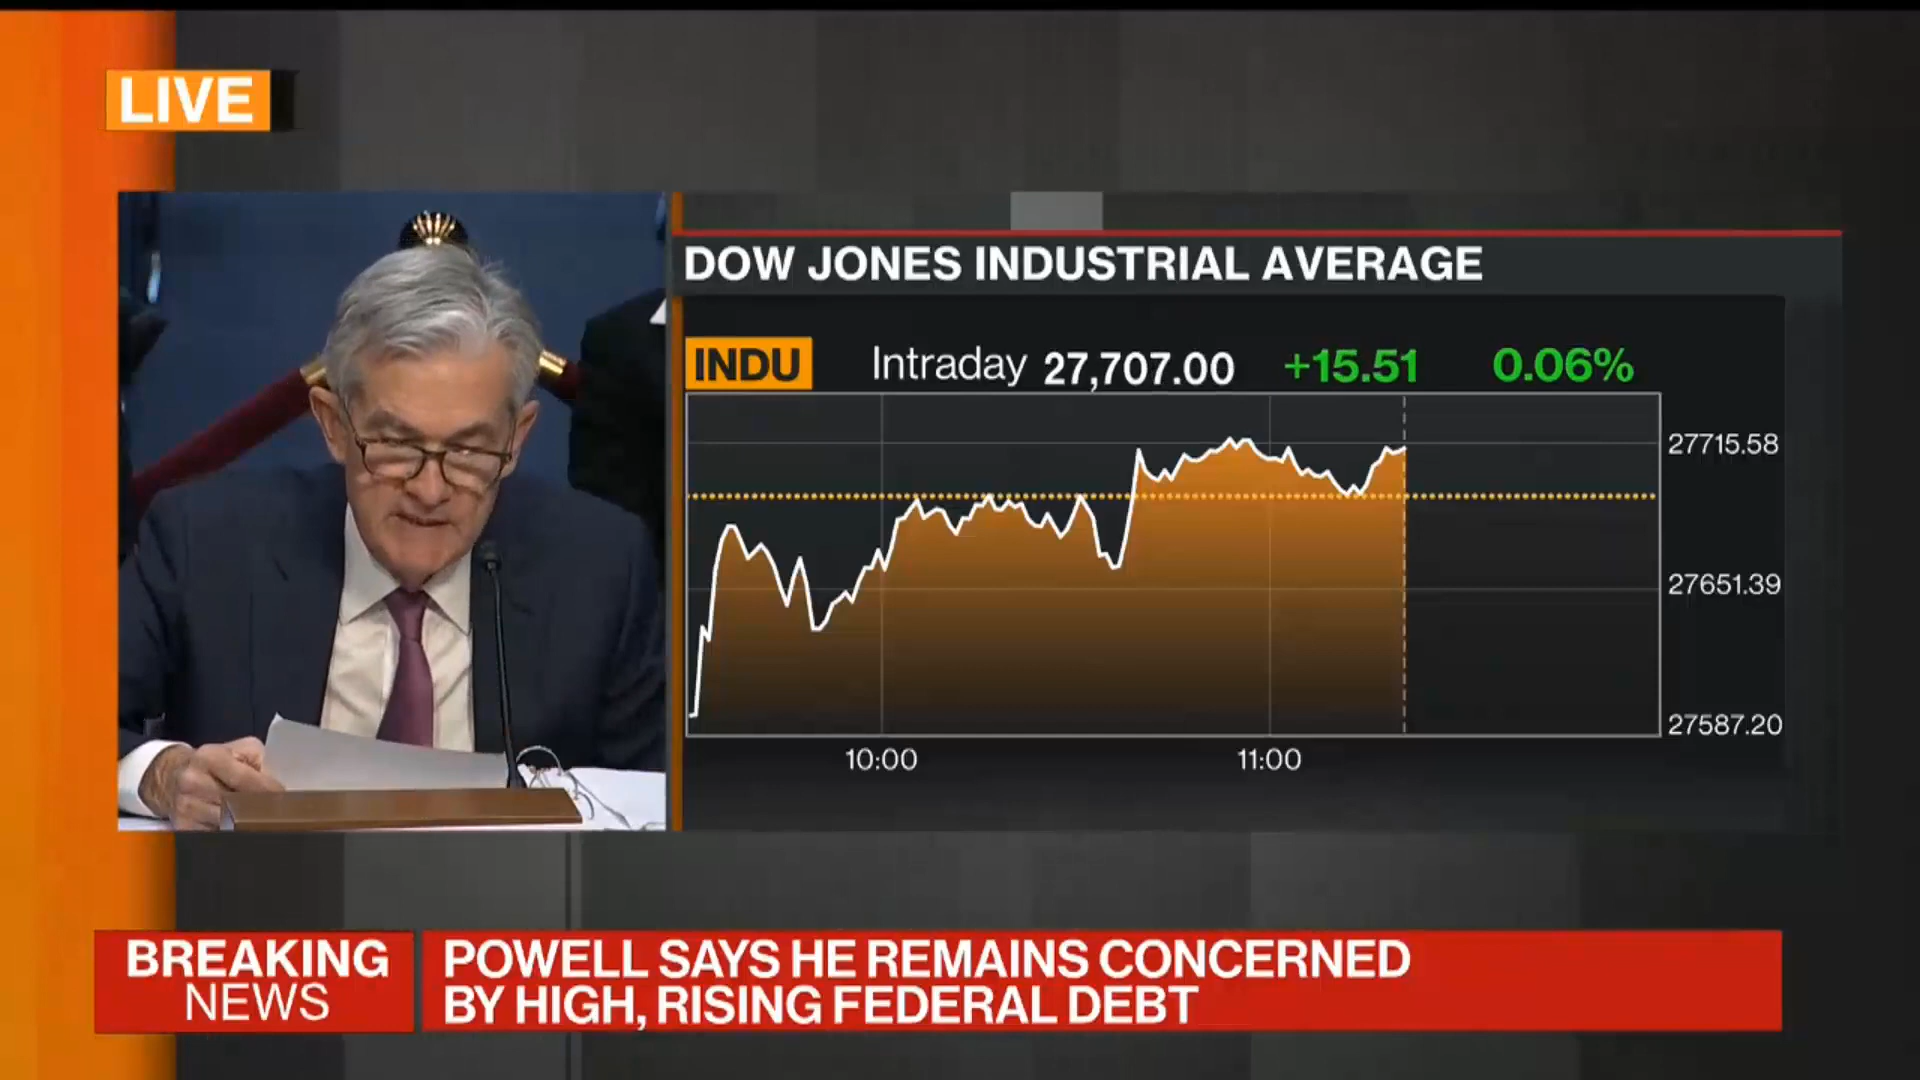 LIVE
DOW JONES INDUSTRIAL AVERAGE
INDU Intraday 27,707.00 +15.51 0.06%
27715.58
27651.39
27587.20
10:00 11:00
BREAKING
NEWS
POWELL SAYS HE REMAINS CONCERNED
BY HIGH, RISING FEDERAL DEBT